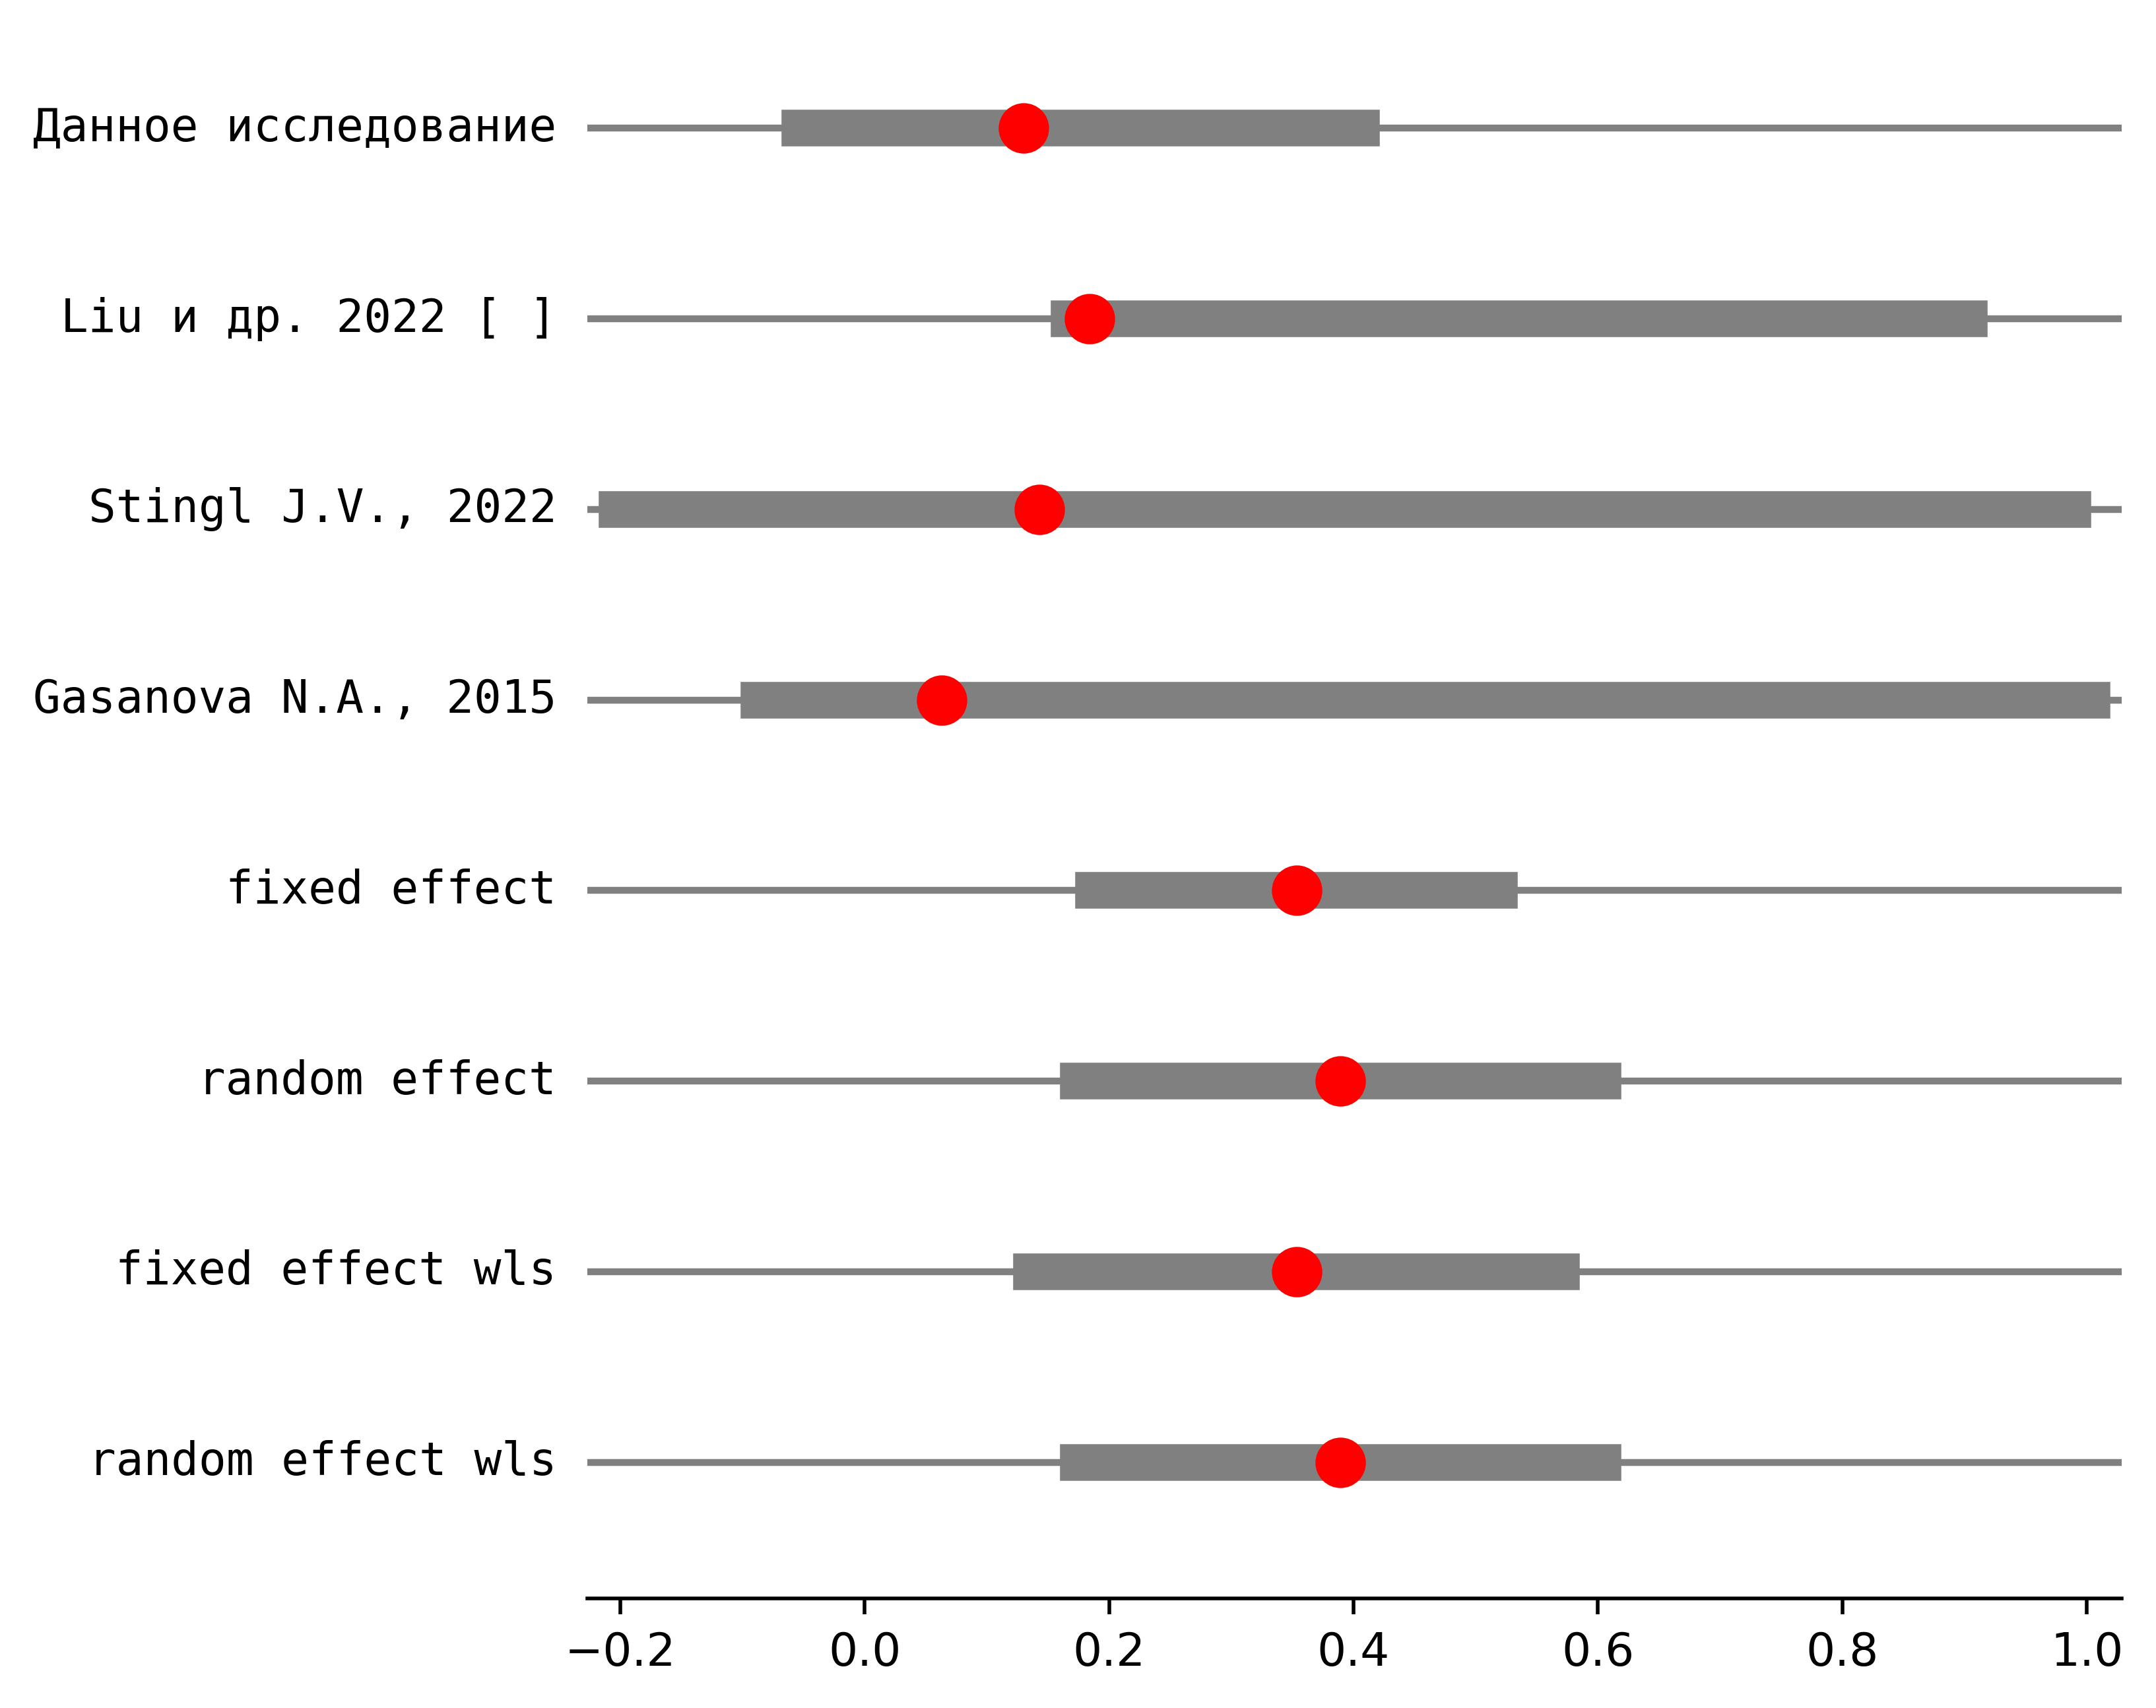 Данное исследование
Liu и др. 2022 [ ]
Stingl J.V., 2022
Gasanova N.A., 2015
fixed effect
random effect
fixed effect wls
random effect wls
−0.2 0.0 0.2 0.4 0.6 0.8 1.0